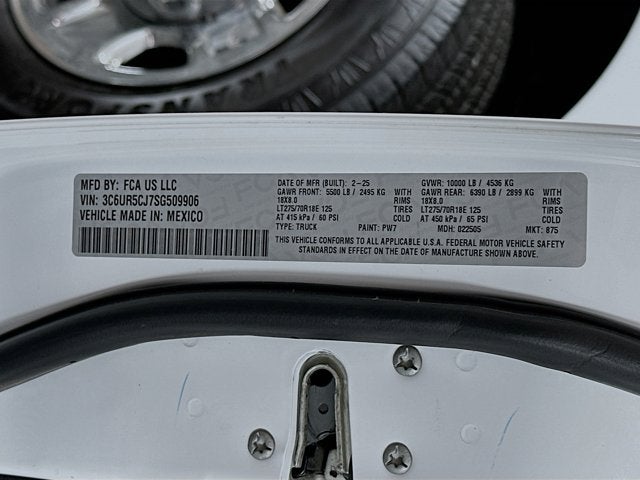 TRANSFOR
MFD BY: FCA US LLC
VIN: 3C6UR5CJ7SG509906
VEHICLE MADE IN: MEXICO
DATE OF MFR (BUILT): 2-25
GAWR FRONT: 5500 LB / 2495 KG WITH
18X8.0 RIMS
LT275/70R18E 125 TIRES
AT 415 kPa / 60 PSI COLD
TYPE: TRUCK PAINT: PW7
GVWR: 10000 LB / 4536 KG
GAWR REAR: 6390 LB / 2899 KG WITH
18X8.0 RIMS
LT275/70R18E 125 TIRES
AT 450 kPa / 65 PSI COLD
MDH: 022505 MKT: 875
THIS VEHICLE CONFORMS TO ALL APPLICABLE U.S.A. FEDERAL MOTOR VEHICLE SAFETY
STANDARDS IN EFFECT ON THE DATE OF MANUFACTURE SHOWN ABOVE.